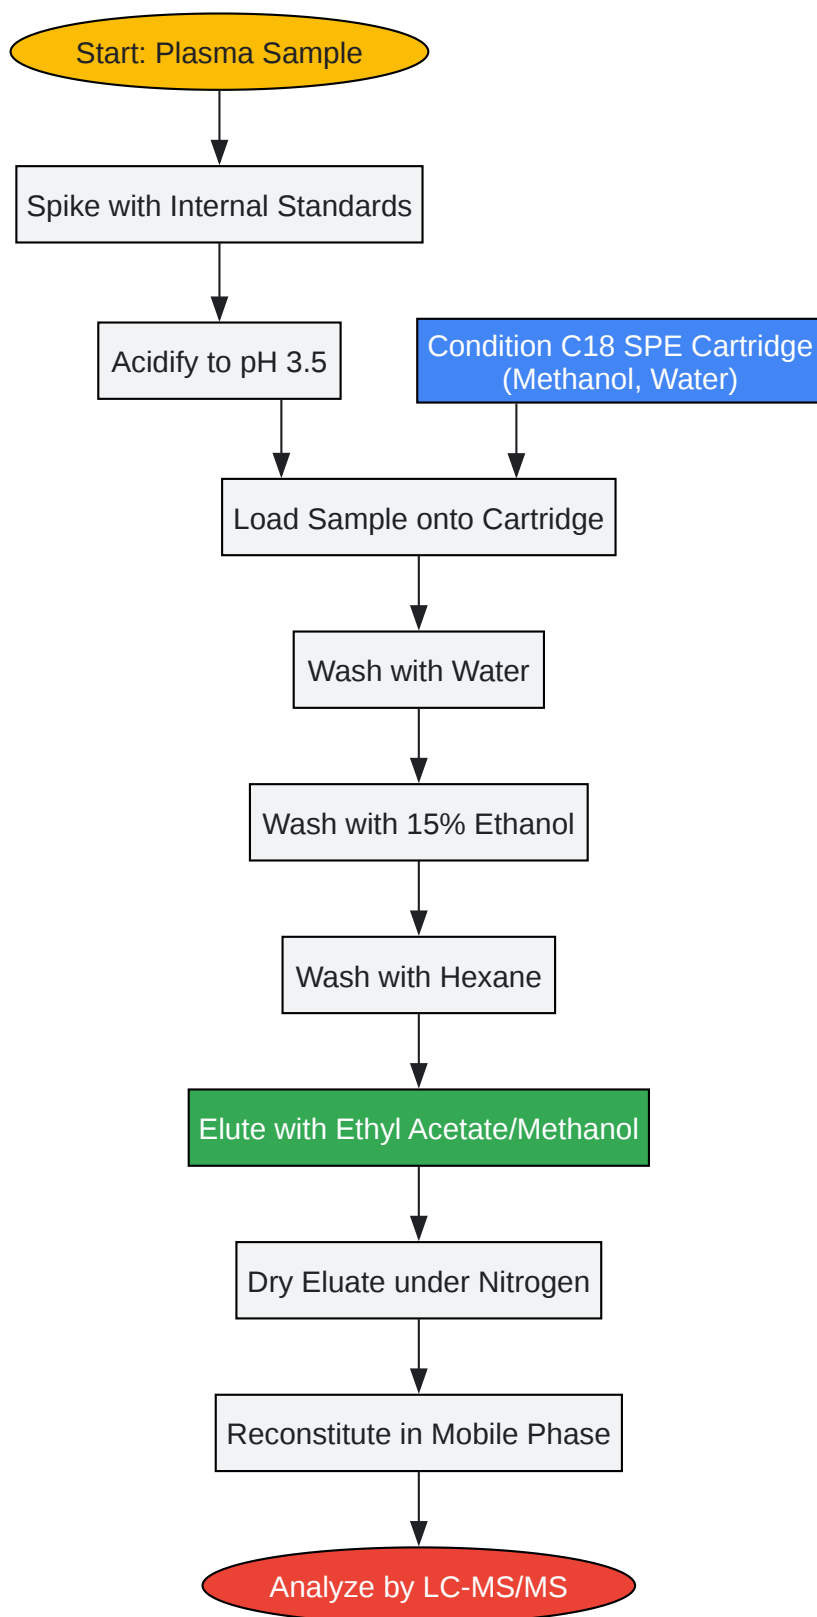 Start: Plasma Sample
Spike with Internal Standards
Acidify to pH 3.5
Condition C18 SPE Cartridge
(Methanol, Water)
Load Sample onto Cartridge
Wash with Water
Wash with 15% Ethanol
Wash with Hexane
Elute with Ethyl Acetate/Methanol
Dry Eluate under Nitrogen
Reconstitute in Mobile Phase
Analyze by LC-MS/MS